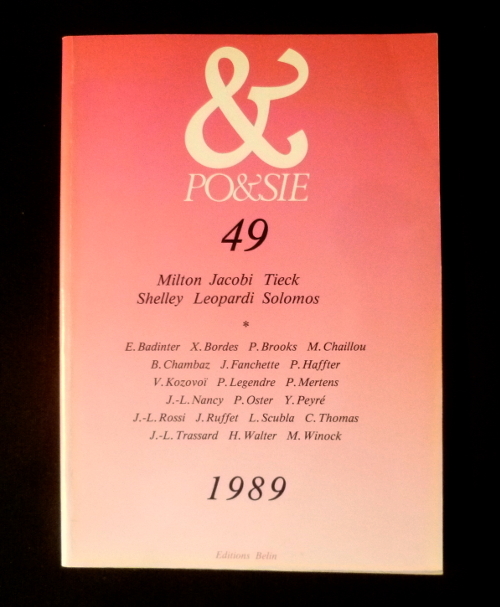 &
PO&SIE
49
Milton Jacobi Tieck
Shelley Leopardi Solomos
*
E. Badinter X. Bordes P. Brooks M. Chaillou
B. Chambaz J. Fanchette P. Haffter
V. Kozovoï P. Legendre P. Mertens
J.-L. Nancy P. Oster Y. Peyré
J.-L. Rossi J. Ruffet L. Scubla C. Thomas
J.-L. Trassard H. Walter M. Winock
1989
Editions Belin